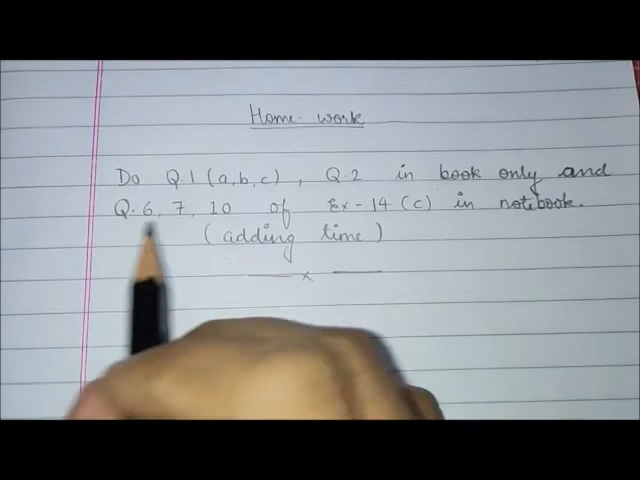 Home-work
Do Q.1 (a,b,c), Q.2 in book only and
Q.6, 7, 10 of Ex-14 (c) in notebook.
(adding time)